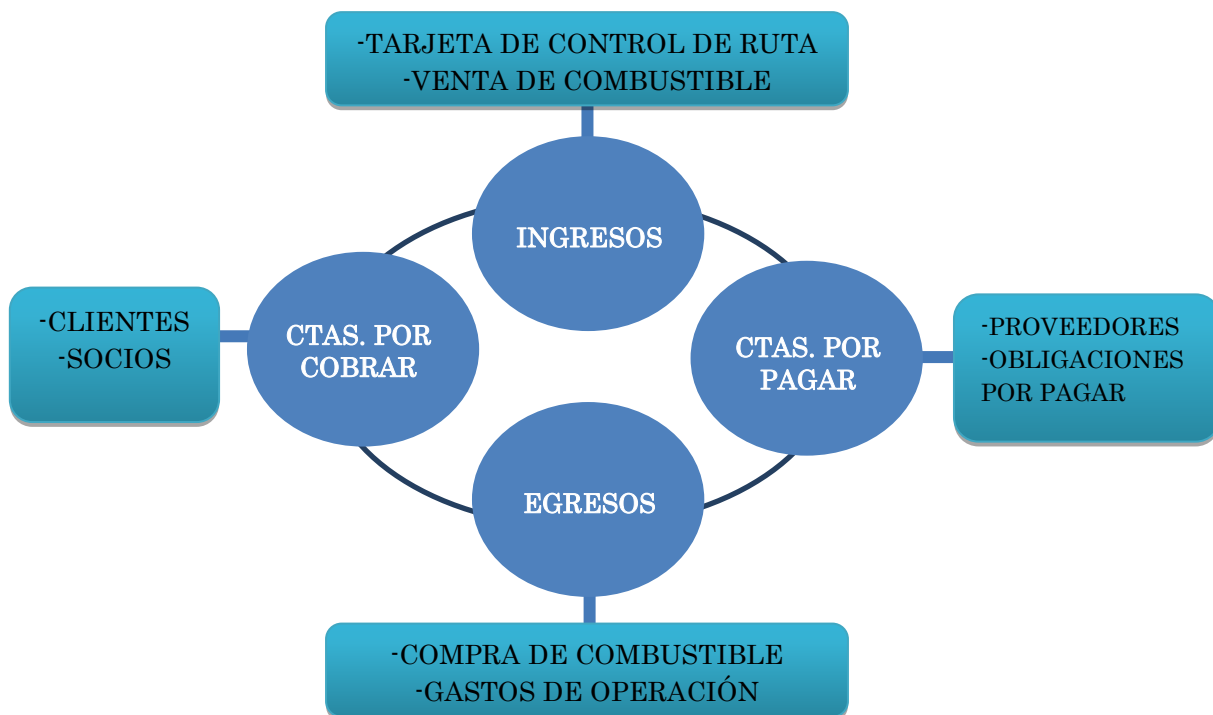 -TARJETA DE CONTROL DE RUTA
-VENTA DE COMBUSTIBLE
INGRESOS
-CLIENTES
-SOCIOS
CTAS. POR
COBRAR
CTAS. POR
PAGAR
-PROVEEDORES
-OBLIGACIONES
POR PAGAR
EGRESOS
-COMPRA DE COMBUSTIBLE
-GASTOS DE OPERACIÓN